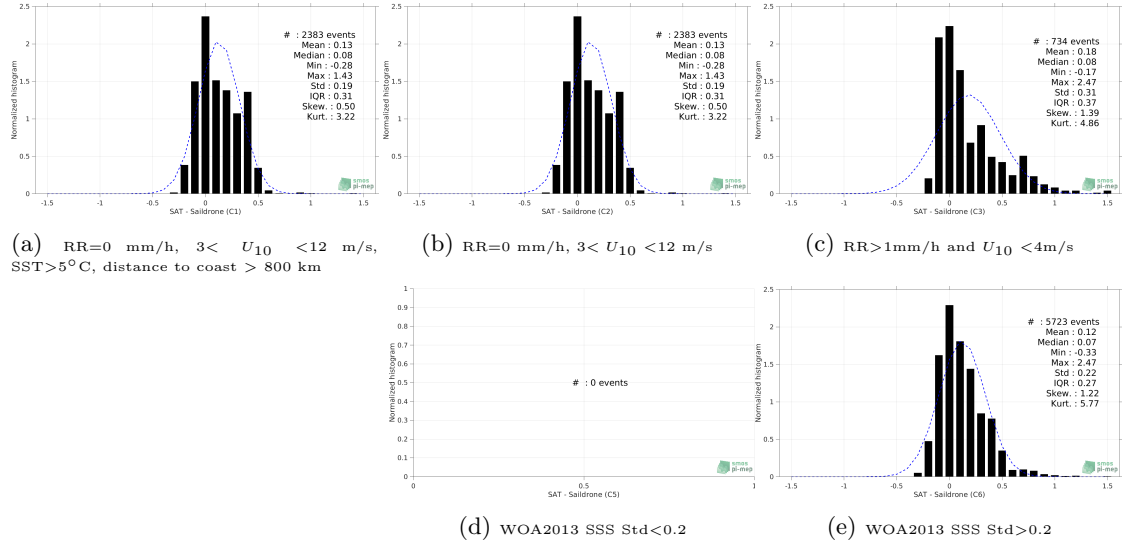 2.5
2
1.5
1
0.5
0
-1.5 -1 -0.5 0 0.5 1 1.5
Normalized histogram
SAT - Saildrone (C1)
# : 2383 events
Mean : 0.13
Median : 0.08
Min : -0.28
Max : 1.43
Std : 0.19
IQR : 0.31
Skew. : 0.50
Kurt. : 3.22
smos
pi-mep
(a) RR=0 mm/h, 3< U10 <12 m/s,
SST>5°C, distance to coast > 800 km
2.5
2
1.5
1
0.5
0
-1.5 -1 -0.5 0 0.5 1 1.5
Normalized histogram
SAT - Saildrone (C2)
# : 2383 events
Mean : 0.13
Median : 0.08
Min : -0.28
Max : 1.43
Std : 0.19
IQR : 0.31
Skew. : 0.50
Kurt. : 3.22
smos
pi-mep
(b) RR=0 mm/h, 3< U10 <12 m/s
2.5
2
1.5
1
0.5
0
-1.5 -1 -0.5 0 0.5 1 1.5
Normalized histogram
SAT - Saildrone (C3)
# : 734 events
Mean : 0.18
Median : 0.08
Min : -0.17
Max : 2.47
Std : 0.31
IQR : 0.37
Skew. : 1.39
Kurt. : 4.86
smos
pi-mep
(c) RR>1mm/h and U10 <4m/s
1
0.9
0.8
0.7
0.6
0.5
0.4
0.3
0.2
0.1
0
0 0.5 1
Normalized histogram
SAT - Saildrone (C5)
# : 0 events
smos
pi-mep
(d) WOA2013 SSS Std<0.2
2.5
2
1.5
1
0.5
0
-1.5 -1 -0.5 0 0.5 1 1.5
Normalized histogram
SAT - Saildrone (C6)
# : 5723 events
Mean : 0.12
Median : 0.07
Min : -0.33
Max : 2.47
Std : 0.22
IQR : 0.27
Skew. : 1.22
Kurt. : 5.77
smos
pi-mep
(e) WOA2013 SSS Std>0.2